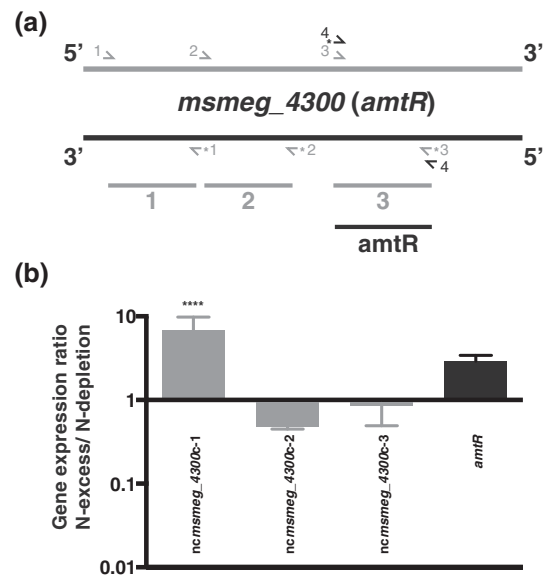 (a)
4
*
5’ 1 2 3 3’
msmeg_4300 (amtR)
3’ *1 *2 *3 5’
4
1 2 3
amtR
(b)
Gene expression ratio
N-excess/ N-depletion
10
1
0.1
0.01
****
ncmsmeg_4300c-1
ncmsmeg_4300c-2
ncmsmeg_4300c-3
amtR